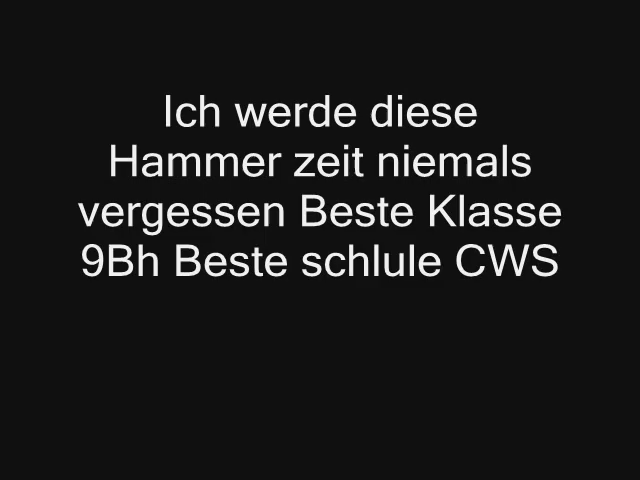 Ich werde diese
Hammer zeit niemals
vergessen Beste Klasse
9Bh Beste schlule CWS